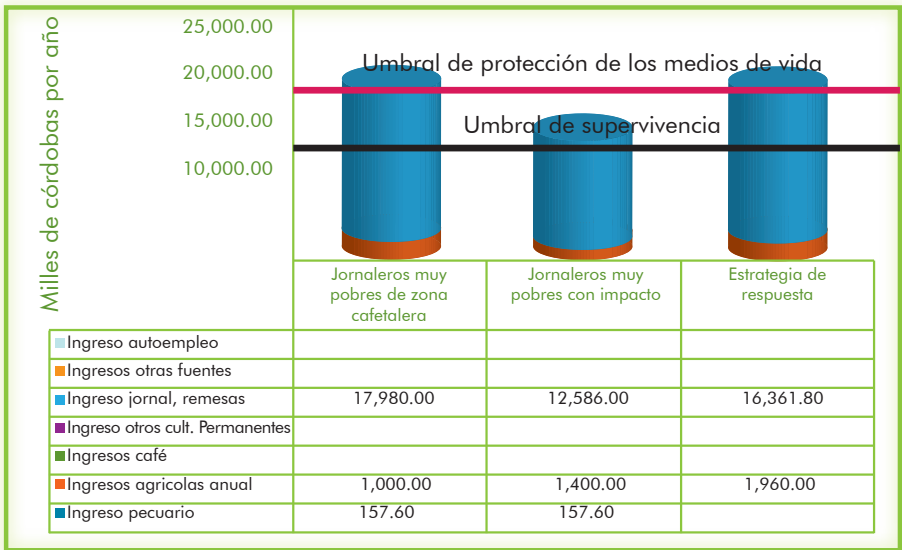 Milles de córdobas por año
25,000.00
20,000.00
15,000.00
10,000.00
Umbral de protección de los medios de vida
Umbral de supervivencia
Jornaleros muy
pobres de zona
cafetalera
Jornaleros muy
pobres con impacto
Estrategia de
respuesta
Ingreso autoempleo
Ingresos otras fuentes
Ingreso jornal, remesas 17,980.00 12,586.00 16,361.80
Ingreso otros cult. Permanentes
Ingresos café
Ingresos agricolas anual 1,000.00 1,400.00 1,960.00
Ingreso pecuario 157.60 157.60